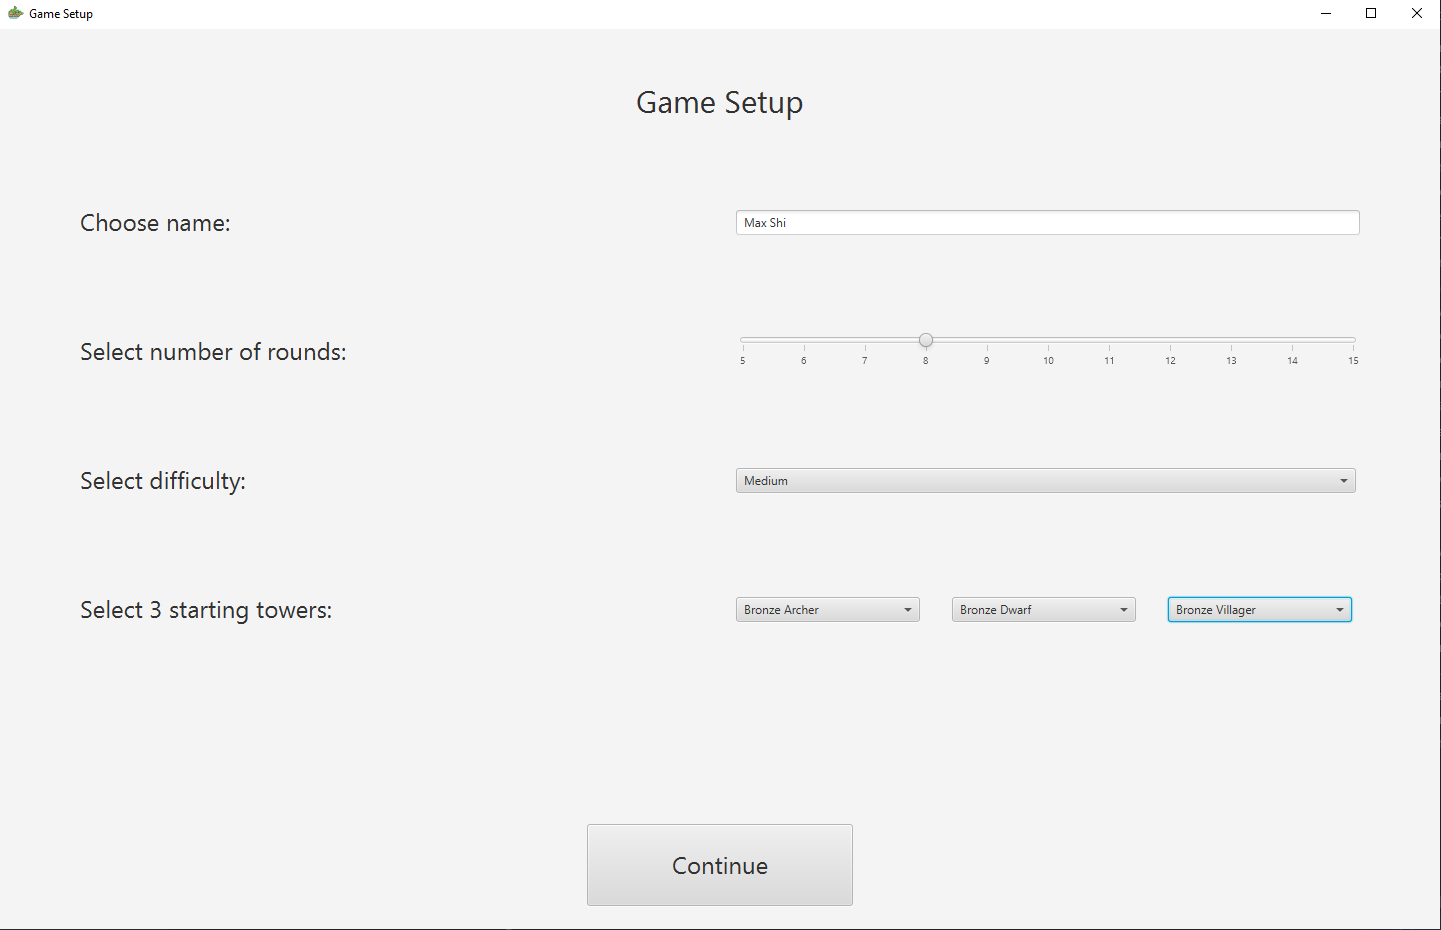 Game Setup
Game Setup
Choose name:
Max Shi
Select number of rounds:
5 6 7 8 9 10 11 12 13 14 15
Select difficulty:
Medium
Select 3 starting towers:
Bronze Archer
Bronze Dwarf
Bronze Villager
Continue